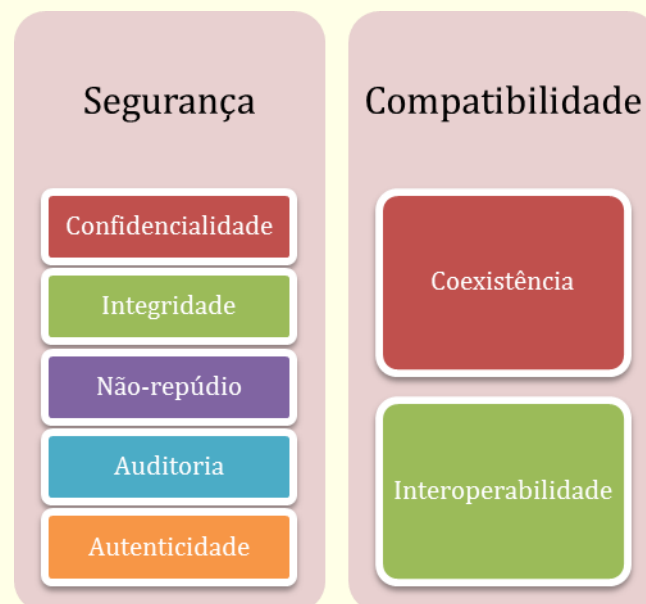 Segurança
Confidencialidade
Integridade
Não-repúdio
Auditoria
Autenticidade
Compatibilidade
Coexistência
Interoperabilidade